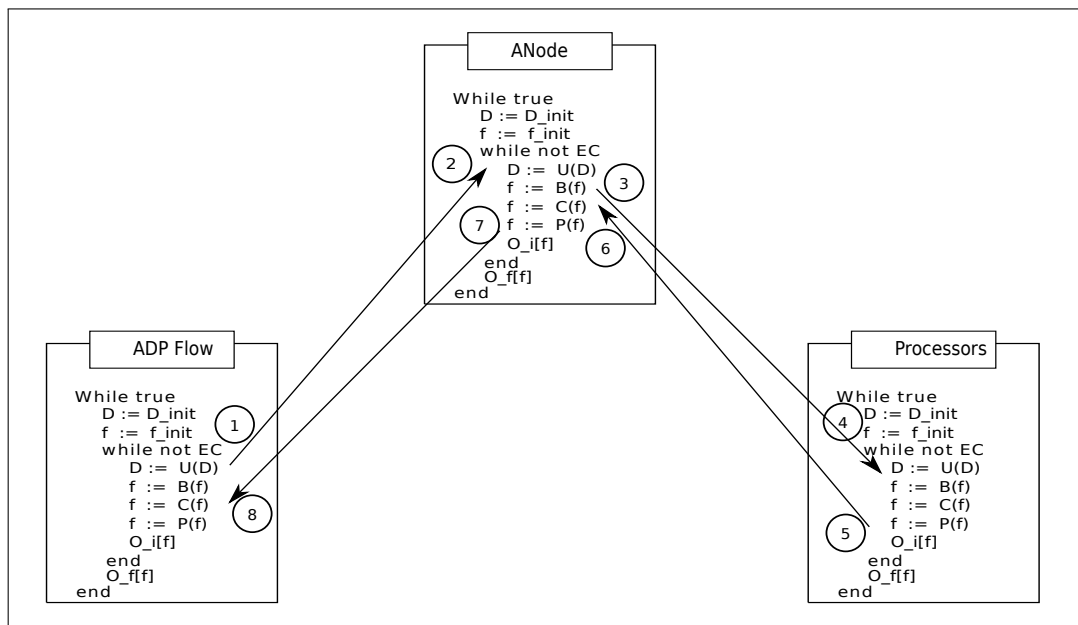 ANode
While true
D := D_init
f := f_init
while not EC
D := U(D)
f := B(f)
f := C(f)
f := P(f)
O_i[f]
end
O_f[f]
end
2
3
7
6
ADP Flow
While true
D := D_init
f := f_init
while not EC
D := U(D)
f := B(f)
f := C(f)
f := P(f)
O_i[f]
end
O_f[f]
end
1
8
Processors
While true
D := D_init
f := f_init
while not EC
D := U(D)
f := B(f)
f := C(f)
f := P(f)
O_i[f]
end
O_f[f]
end
4
5